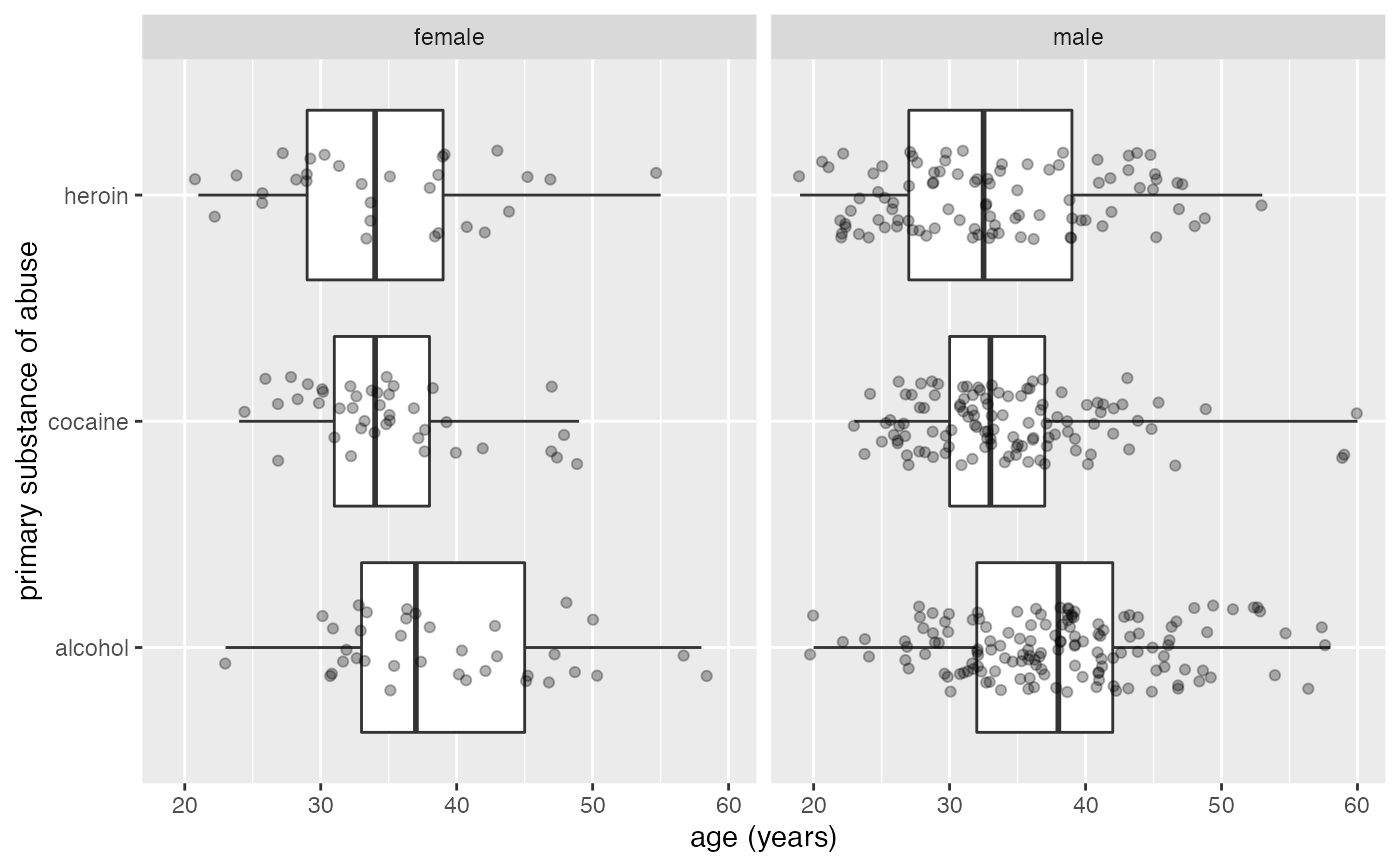 female
male
primary substance of abuse
heroin
cocaine
alcohol
20 30 40 50 60
20 30 40 50 60
age (years)